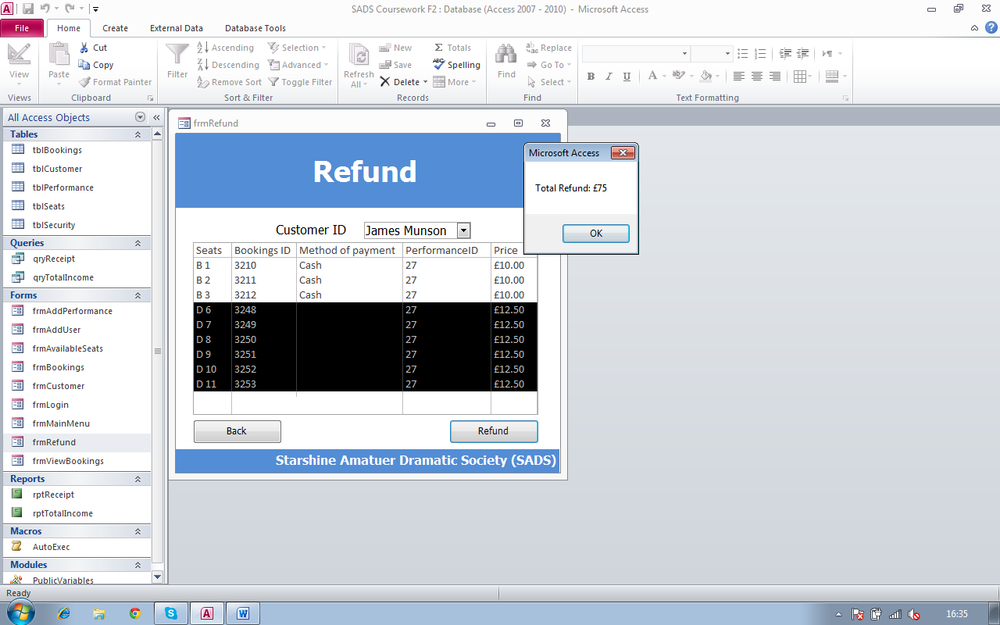 SADS Coursework F2 : Database (Access 2007 - 2010) - Microsoft Access
File Home Create External Data Database Tools
View
Views
Paste
Cut
Copy
Format Painter
Clipboard
Filter
Ascending
Descending
Remove Sort
Selection
Advanced
Toggle Filter
Sort & Filter
Refresh All
New
Save
Delete
Totals
Spelling
More
Records
Find
Replace
Go To
Select
Find
B I U
Text Formatting
All Access Objects
Tables
tblBookings
tblCustomer
tblPerformance
tblSeats
tblSecurity
Queries
qryReceipt
qryTotalIncome
Forms
frmAddPerformance
frmAddUser
frmAvailableSeats
frmBookings
frmCustomer
frmLogin
frmMainMenu
frmRefund
frmViewBookings
Reports
rptReceipt
rptTotalIncome
Macros
AutoExec
Modules
PublicVariables
frmRefund
Refund
Customer ID James Munson
Seats Bookings ID Method of payment PerformanceID Price
B 1 3210 Cash 27 £10.00
B 2 3211 Cash 27 £10.00
B 3 3212 Cash 27 £10.00
D 6 3248 27 £12.50
D 7 3249 27 £12.50
D 8 3250 27 £12.50
D 9 3251 27 £12.50
D 10 3252 27 £12.50
D 11 3253 27 £12.50
Back Refund
Starshine Amatuer Dramatic Society (SADS)
Microsoft Access
Total Refund: £75
OK
Ready
16:35